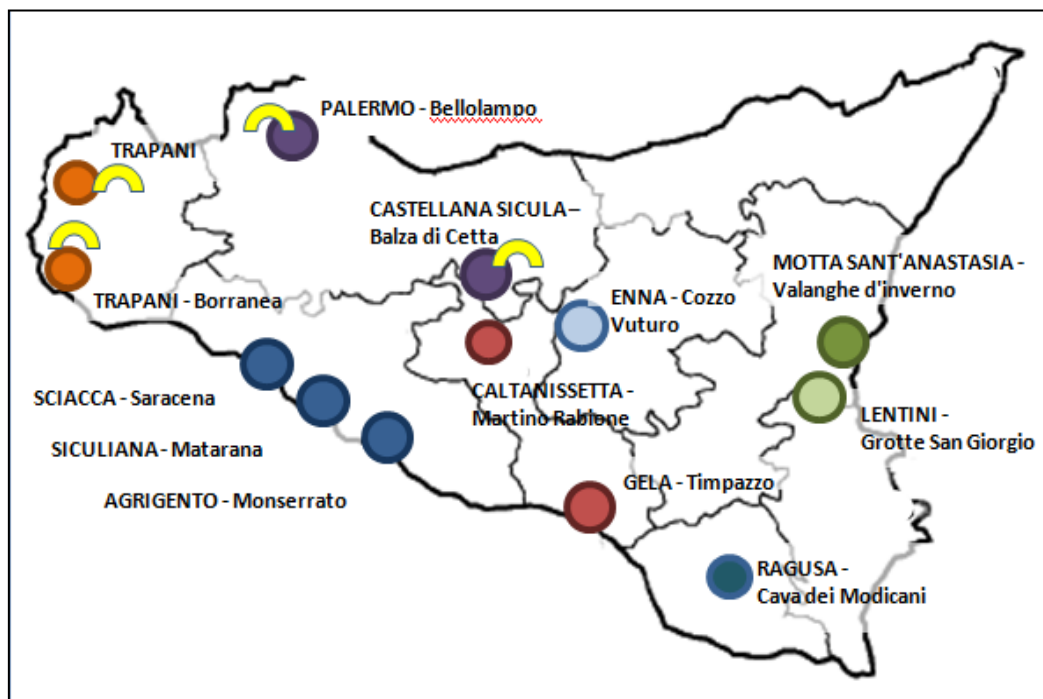 PALERMO - Bellolampo
TRAPANI
CASTELLANA SICULA –
Balza di Cetta
MOTTA SANT'ANASTASIA -
Valanghe d'inverno
TRAPANI - Borranea
ENNA - Cozzo
Vuturo
SCIACCA - Saracena
CALTANISSETTA -
Martino Rabione
LENTINI -
Grotte San Giorgio
SICULIANA - Matarana
AGRIGENTO - Monserrato
GELA - Timpazzo
RAGUSA -
Cava dei Modicani